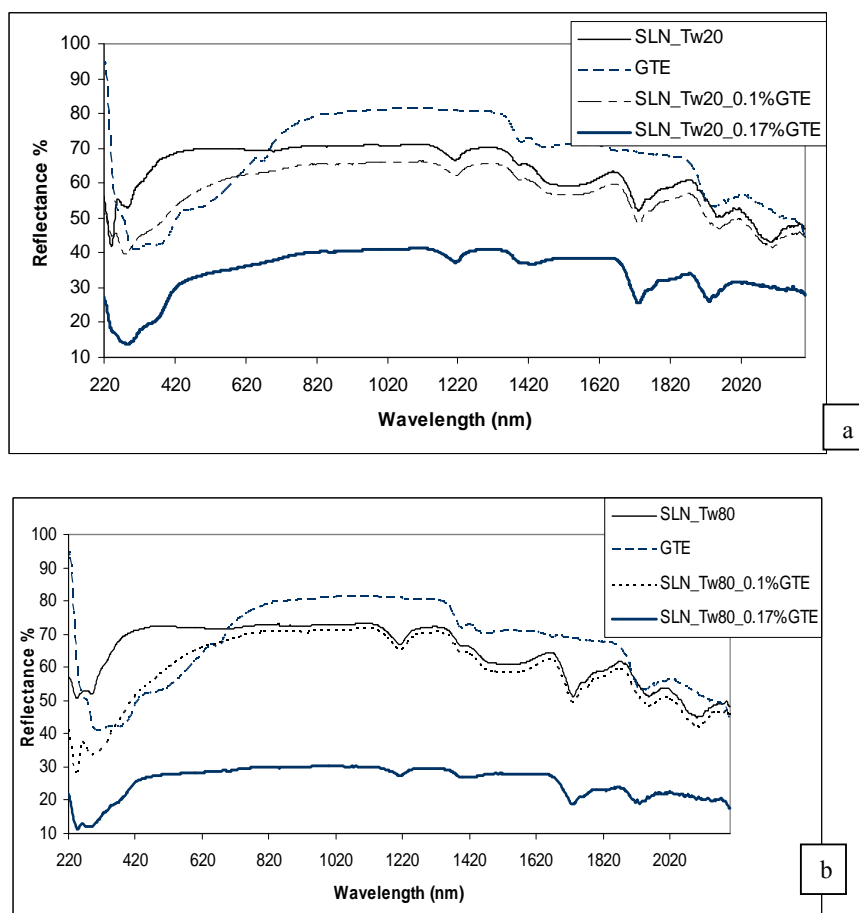 SLN_Tw20
GTE
SLN_Tw20_0.1%GTE
SLN_Tw20_0.17%GTE
Reflectance %
100
90
80
70
60
50
40
30
20
10
220 420 620 820 1020 1220 1420 1620 1820 2020
Wavelength (nm)
a
SLN_Tw80
GTE
SLN_Tw80_0.1%GTE
SLN_Tw80_0.17%GTE
Reflectance %
100
90
80
70
60
50
40
30
20
10
220 420 620 820 1020 1220 1420 1620 1820 2020
Wavelength (nm)
b